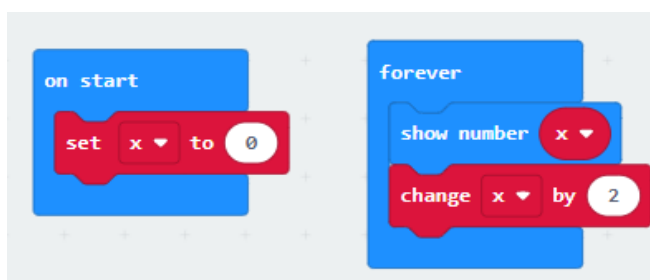 on start
set x to 0
forever
show number x
change x by 2